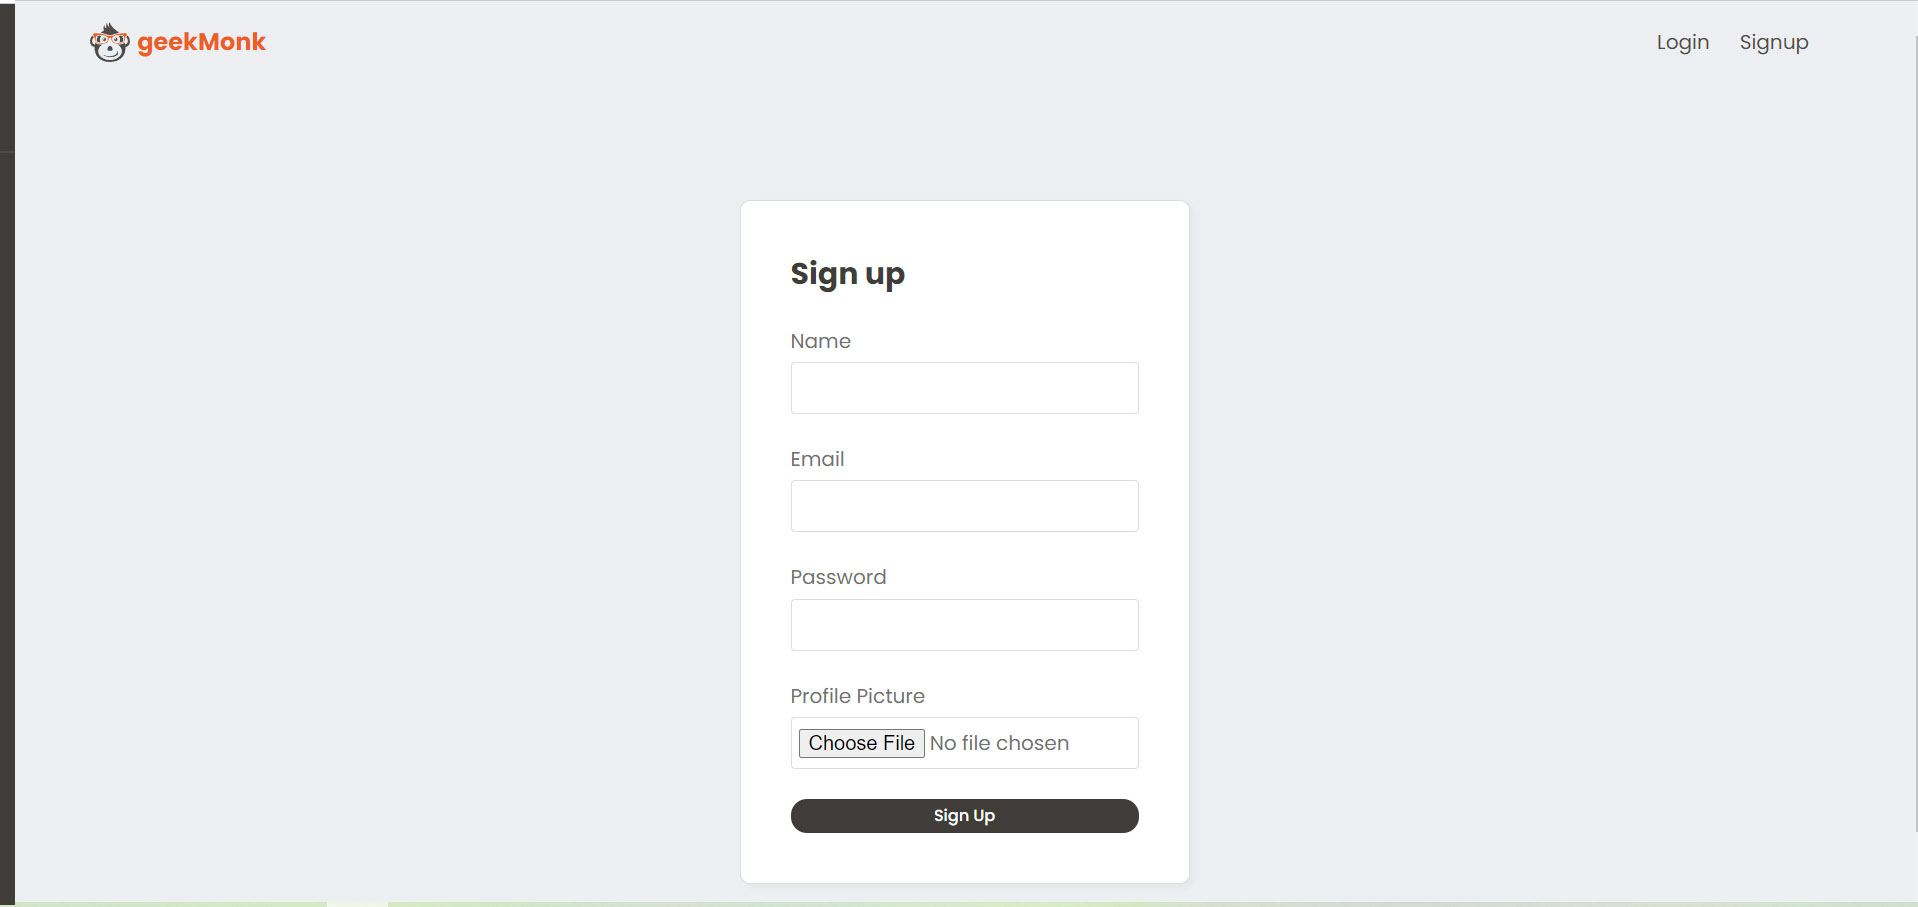 geekMonk
Login Signup
Sign up
Name
Email
Password
Profile Picture
Choose File No file chosen
Sign Up